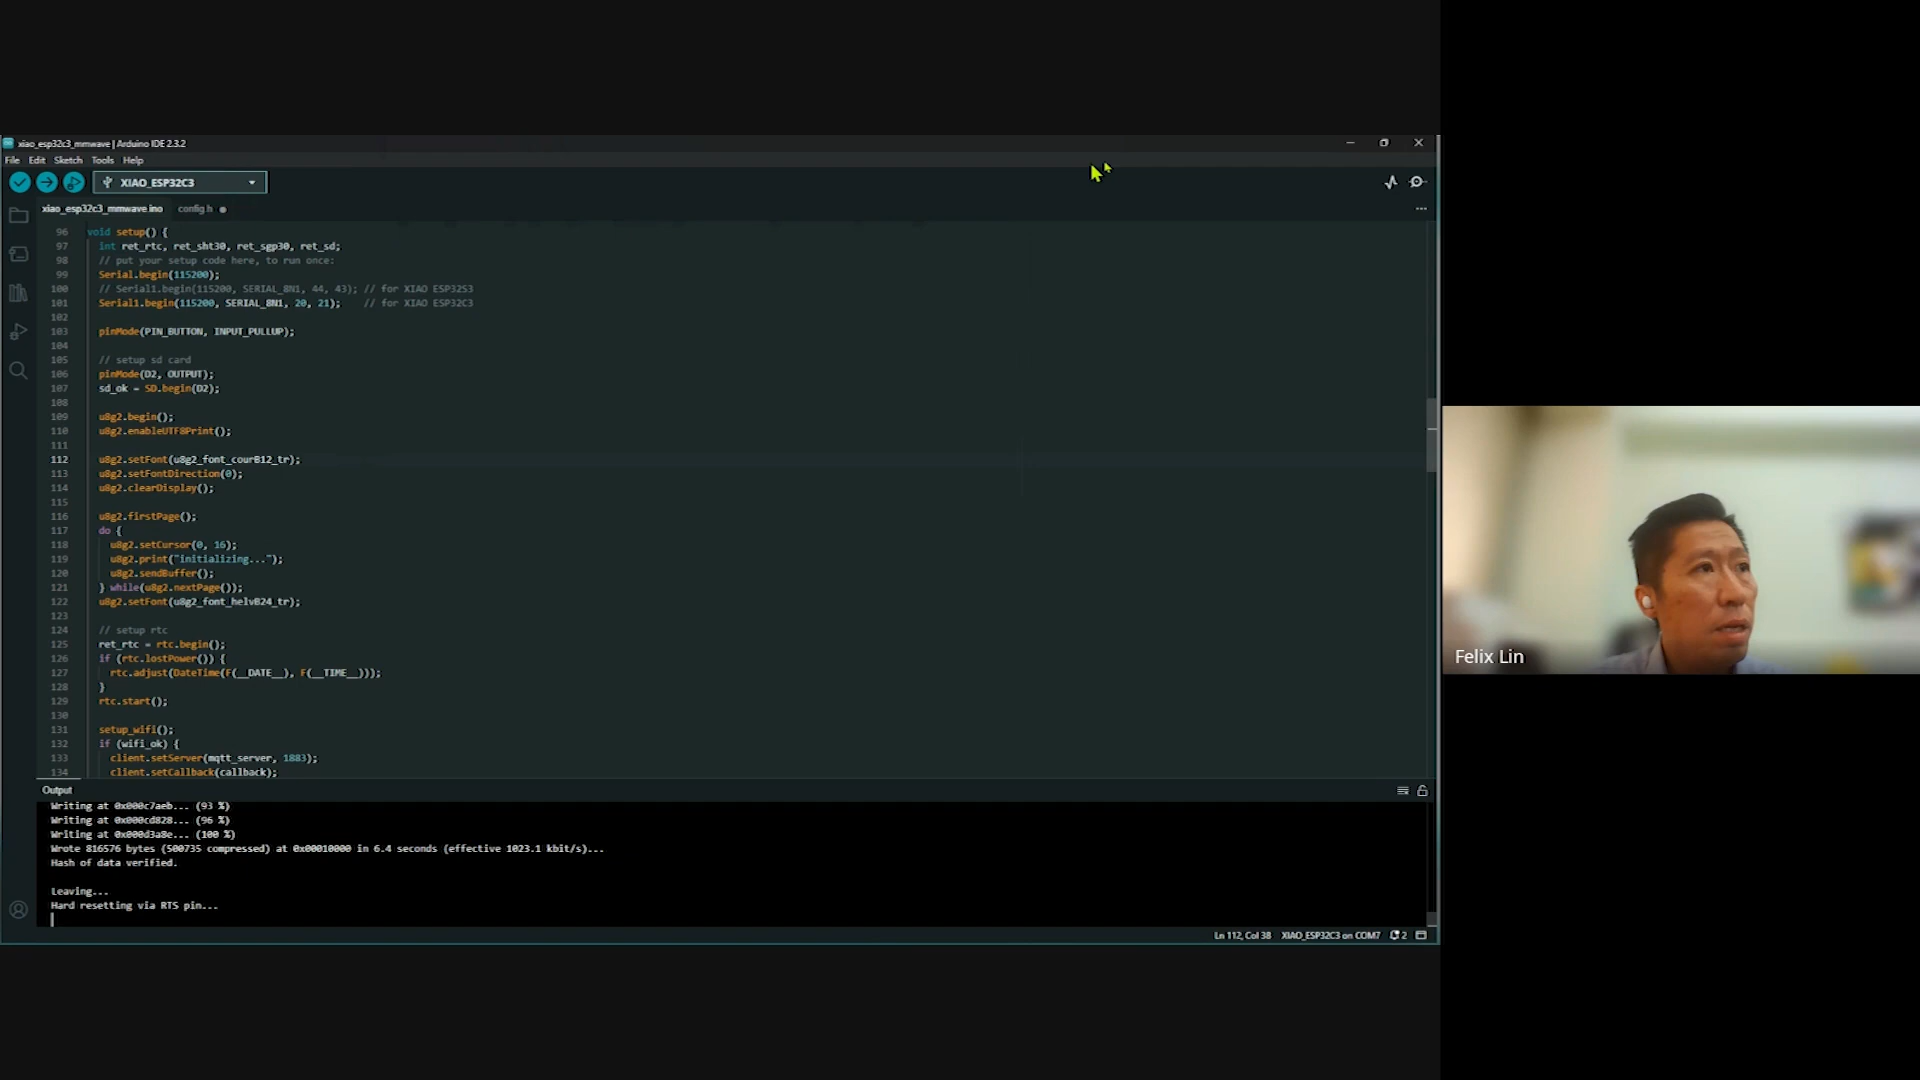 xiao_esp32c3_mmwave | Arduino IDE 2.3.2
File Edit Sketch Tools Help
XIAO_ESP32C3
xiao_esp32c3_mmwave.ino config.h
96 void setup() {
97 int ret_rtc, ret_sht30, ret_sgp30, ret_sd;
98 // put your setup code here, to run once:
99 Serial.begin(115200);
100 // Serial1.begin(115200, SERIAL_8N1, 44, 43); // for XIAO ESP32S3
101 Serial1.begin(115200, SERIAL_8N1, 20, 21); // for XIAO ESP32C3
102
103 pinMode(PIN_BUTTON, INPUT_PULLUP);
104
105 // setup sd card
106 pinMode(D2, OUTPUT);
107 sd_ok = SD.begin(D2);
108
109 u8g2.begin();
110 u8g2.enableUTF8Print();
111
112 u8g2.setFont(u8g2_font_courB12_tr);
113 u8g2.setFontDirection(0);
114 u8g2.clearDisplay();
115
116 u8g2.firstPage();
117 do {
118 u8g2.setCursor(0, 16);
119 u8g2.print("initializing...");
120 u8g2.sendBuffer();
121 } while(u8g2.nextPage());
122 u8g2.setFont(u8g2_font_helvB24_tr);
123
124 // setup rtc
125 ret_rtc = rtc.begin();
126 if (rtc.lostPower()) {
127 rtc.adjust(DateTime(F(__DATE__), F(__TIME__)));
128 }
129 rtc.start();
130
131 setup_wifi();
132 if (wifi_ok) {
133 client.setServer(mqtt_server, 1883);
134 client.setCallback(callback);
Output
Writing at 0x000c7aeb... (93 %)
Writing at 0x000cd828... (96 %)
Writing at 0x000d3a8e... (100 %)
Wrote 816576 bytes (500735 compressed) at 0x00010000 in 6.4 seconds (effective 1023.1 kbit/s)...
Hash of data verified.
Leaving...
Hard resetting via RTS pin...
Ln 112, Col 38 XIAO_ESP32C3 on COM7 2
Felix Lin